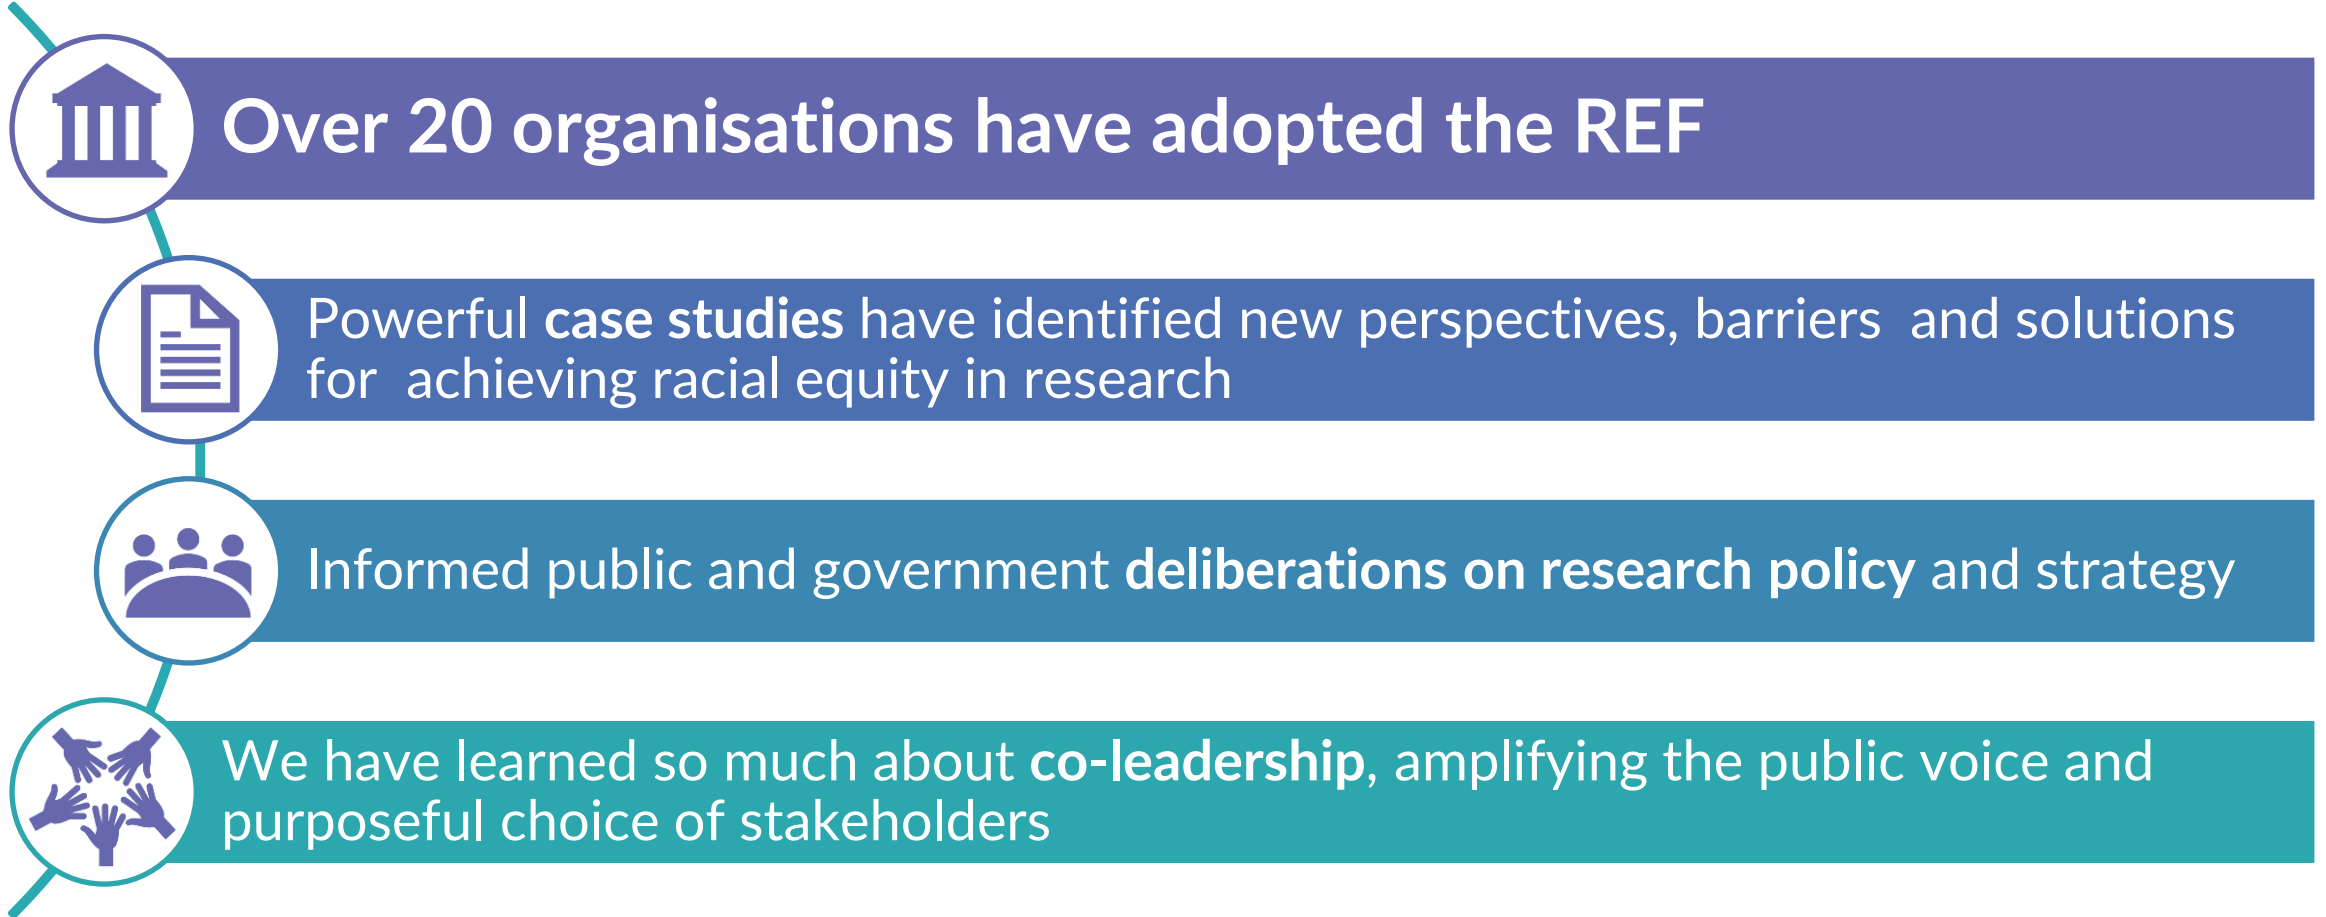 Over 20 organisations have adopted the REF
Powerful case studies have identified new perspectives, barriers  and solutions
for  achieving racial equity in research
Informed public and government deliberations on research policy and strategy
We have learned so much about co-leadership, amplifying the public voice and
purposeful choice of stakeholders